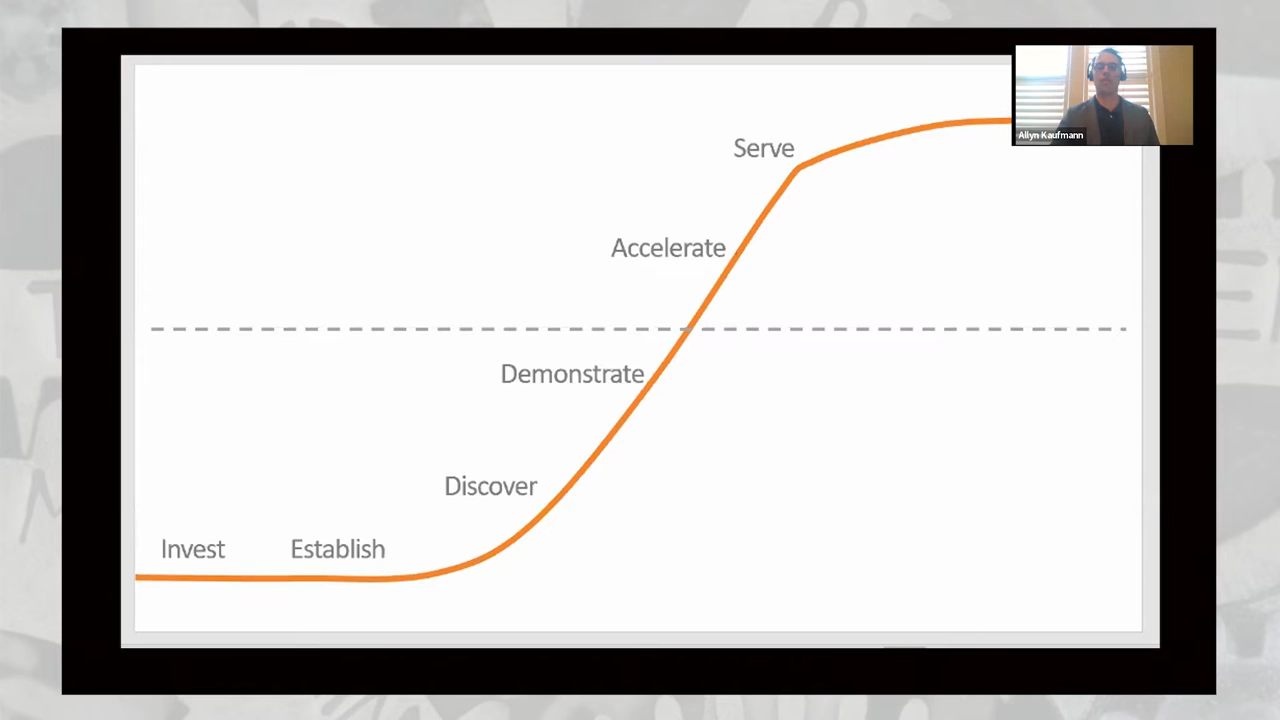 Allyn Kaufmann
Serve
Accelerate
Demonstrate
Discover
Invest
Establish